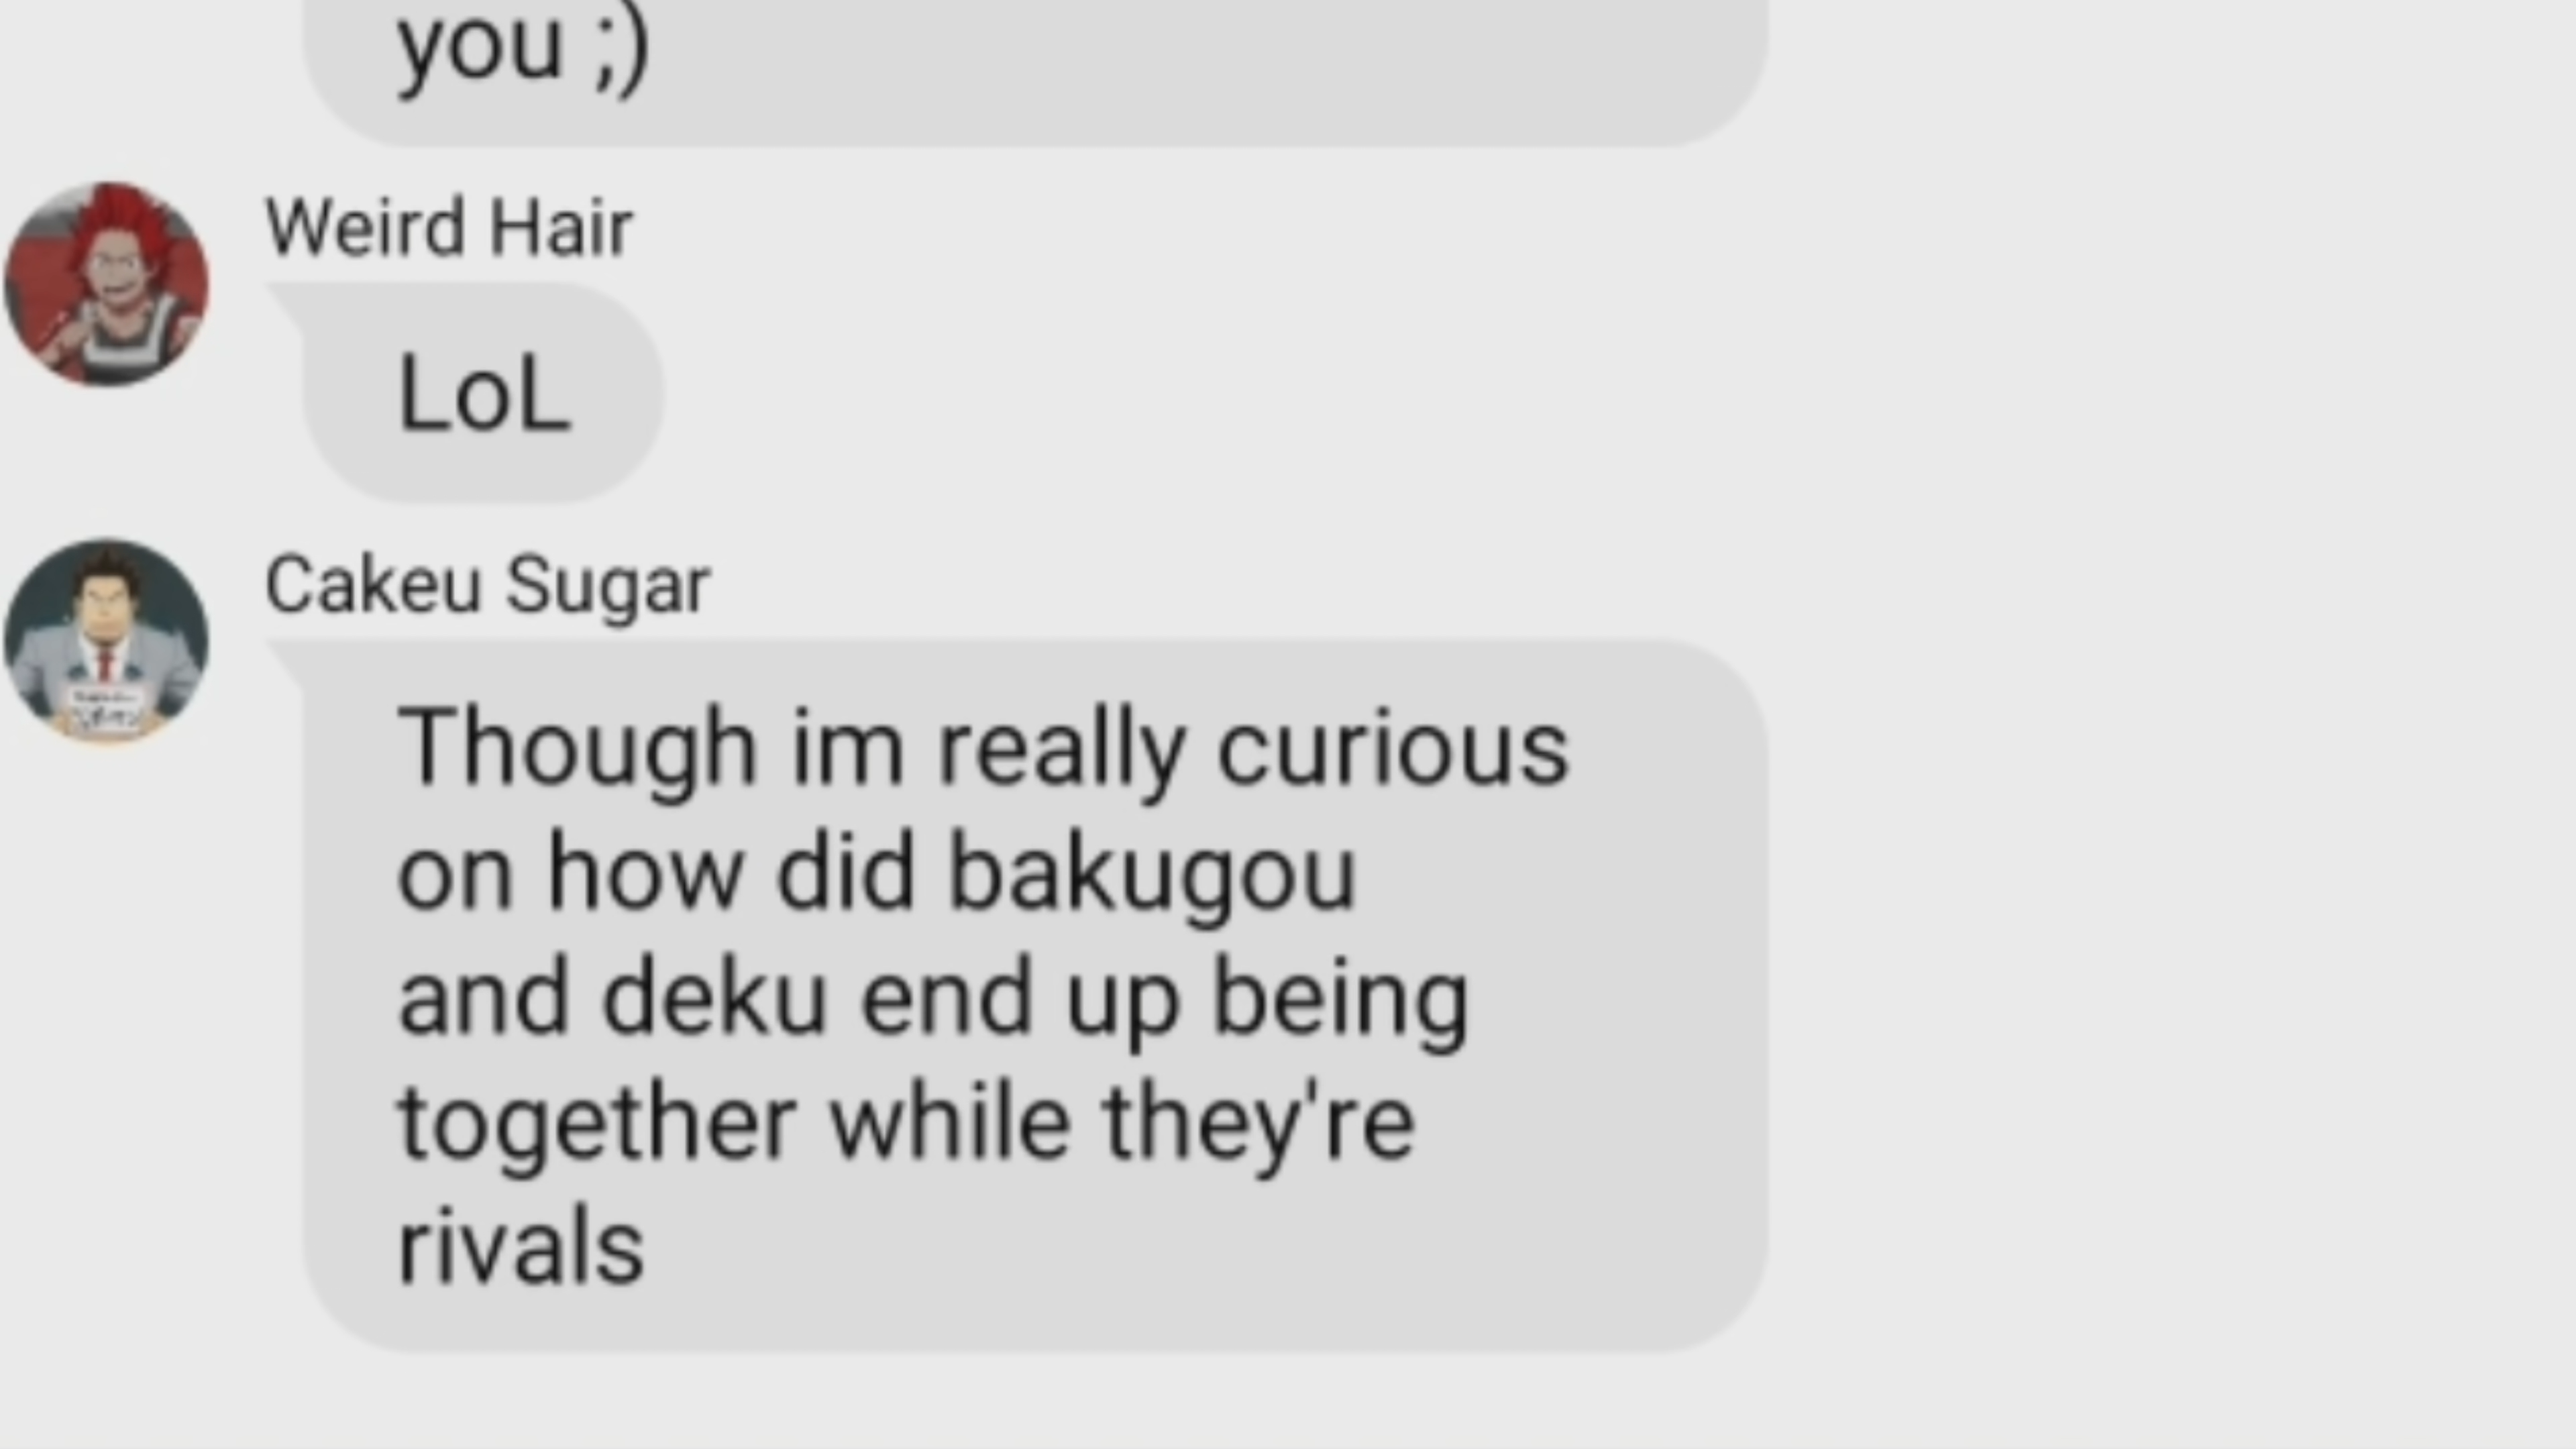 you ;)
Weird Hair
LoL
Cakeu Sugar
Though im really curious
on how did bakugou
and deku end up being
together while they're
rivals